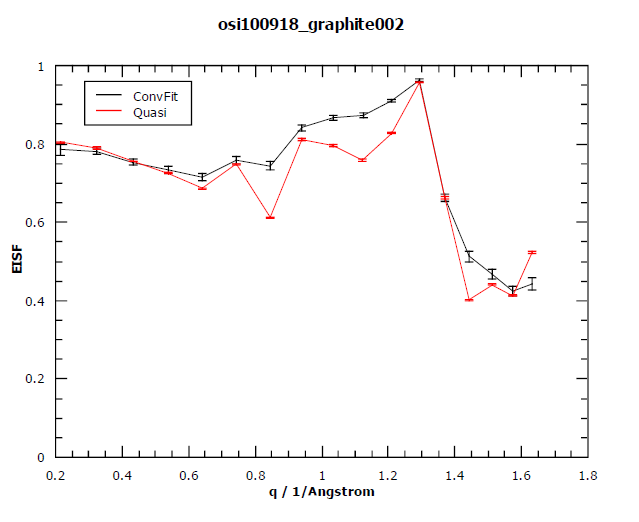 osi100918_graphite002
1
0.8
0.6
0.4
0.2
0
EISF
ConvFit
Quasi
0.2 0.4 0.6 0.8 1 1.2 1.4 1.6 1.8
q / 1/Angstrom